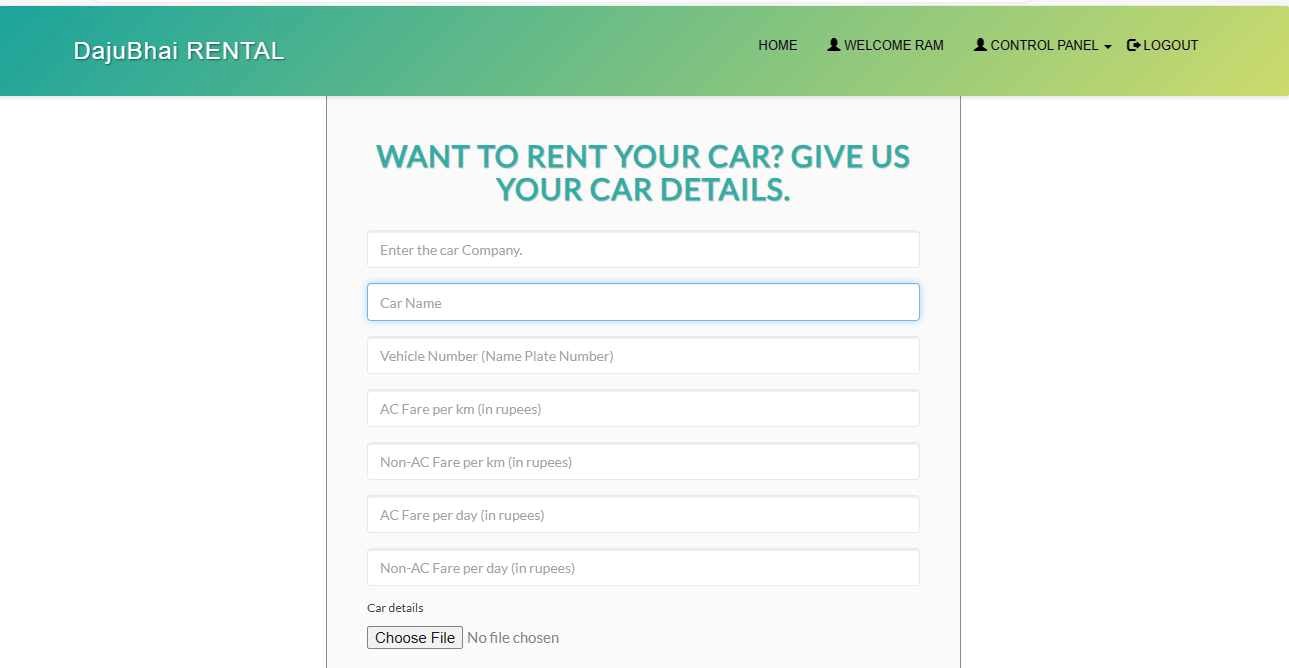 DajuBhai RENTAL
HOME
WELCOME RAM
CONTROL PANEL
LOGOUT
WANT TO RENT YOUR CAR? GIVE US
YOUR CAR DETAILS.
Enter the car Company.
Car Name
Vehicle Number (Name Plate Number)
AC Fare per km (in rupees)
Non-AC Fare per km (in rupees)
AC Fare per day (in rupees)
Non-AC Fare per day (in rupees)
Car details
Choose File No file chosen